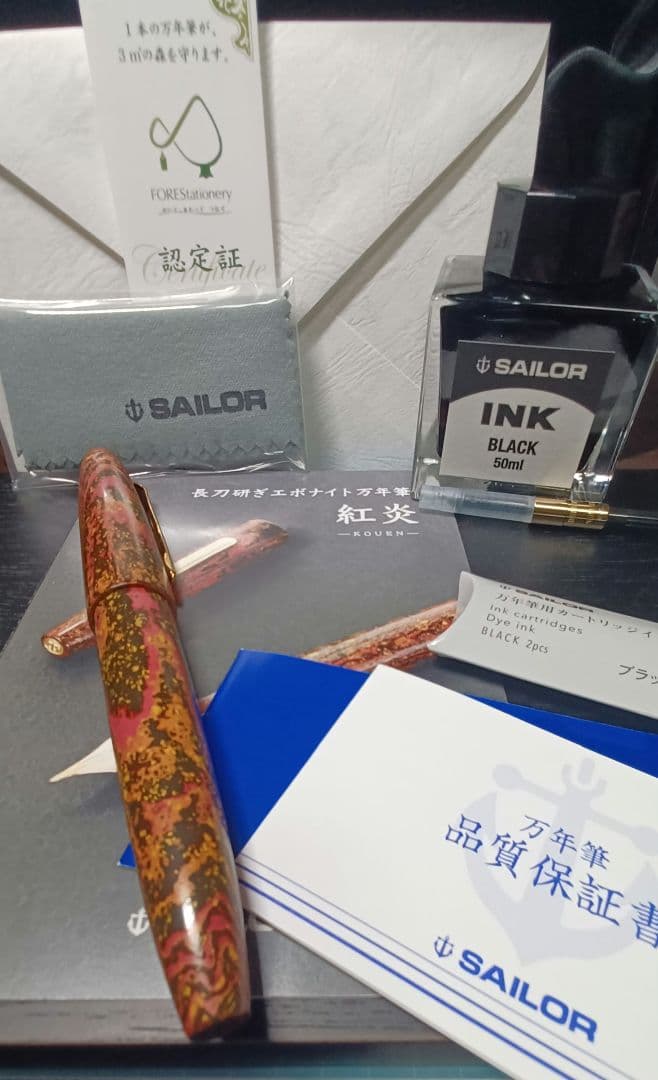 1本の万年筆が、
3㎡の森を守ります。
FOREStationery
Certificate
認定証
SAILOR
SAILOR
INK
BLACK
50ml
長刀研ぎエボナイト万年筆
紅炎
—KOUEN—
SAILOR
万年筆用カートリッジイ
Ink cartridges
Dye ink
BLACK 2pcs
ブラッ
万年筆
品質保証書
SAILOR